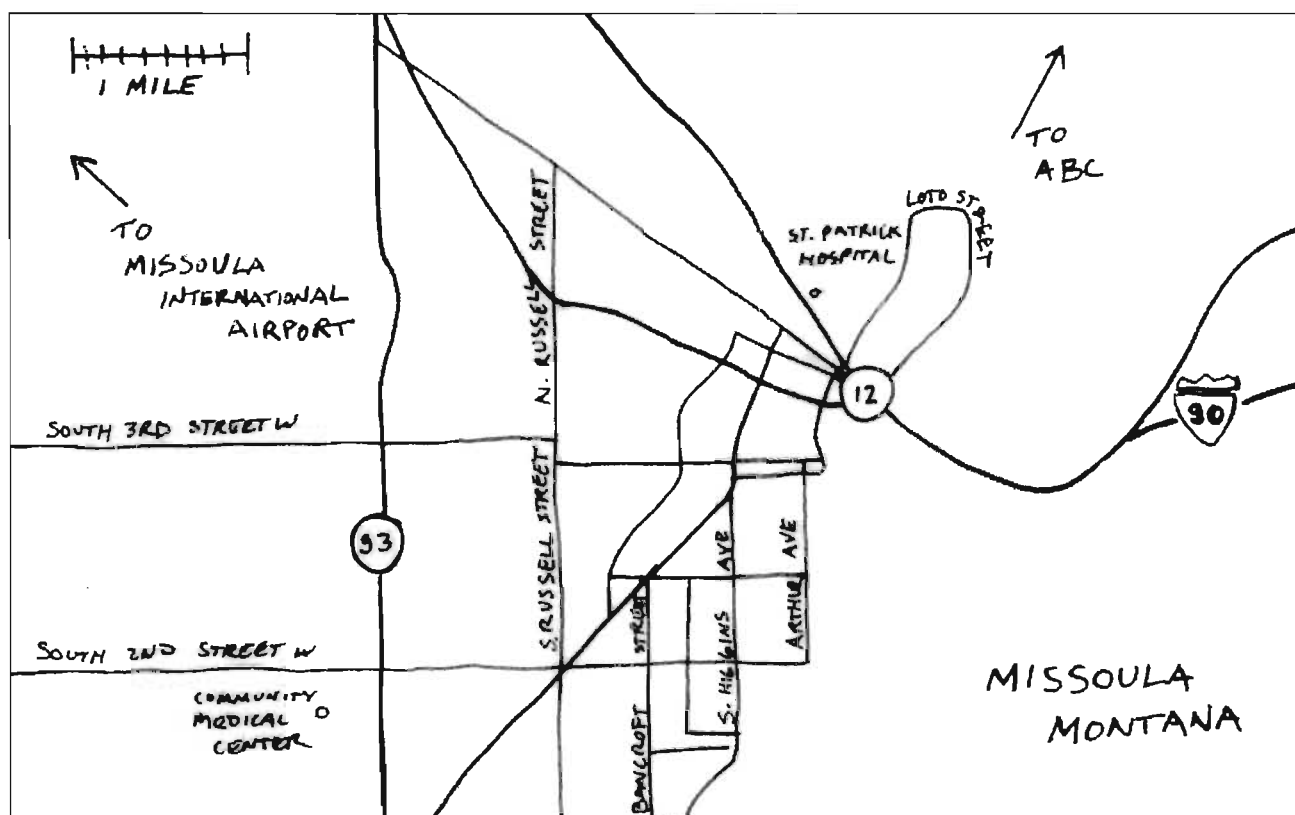 1 MILE
TO
ABC
TO
MISSOULA
INTERNATIONAL
AIRPORT
LOTO STREET
ST. PATRICK
HOSPITAL
N. RUSSELL STREET
12
90
SOUTH 3RD STREET W
S RUSSELL STREET
93
AVE
AVE
ARTHUR
S. HIGGINS
BANCROFT
SOUTH 2ND STREET W
COMMUNITY
MEDICAL
CENTER
MISSOULA
MONTANA